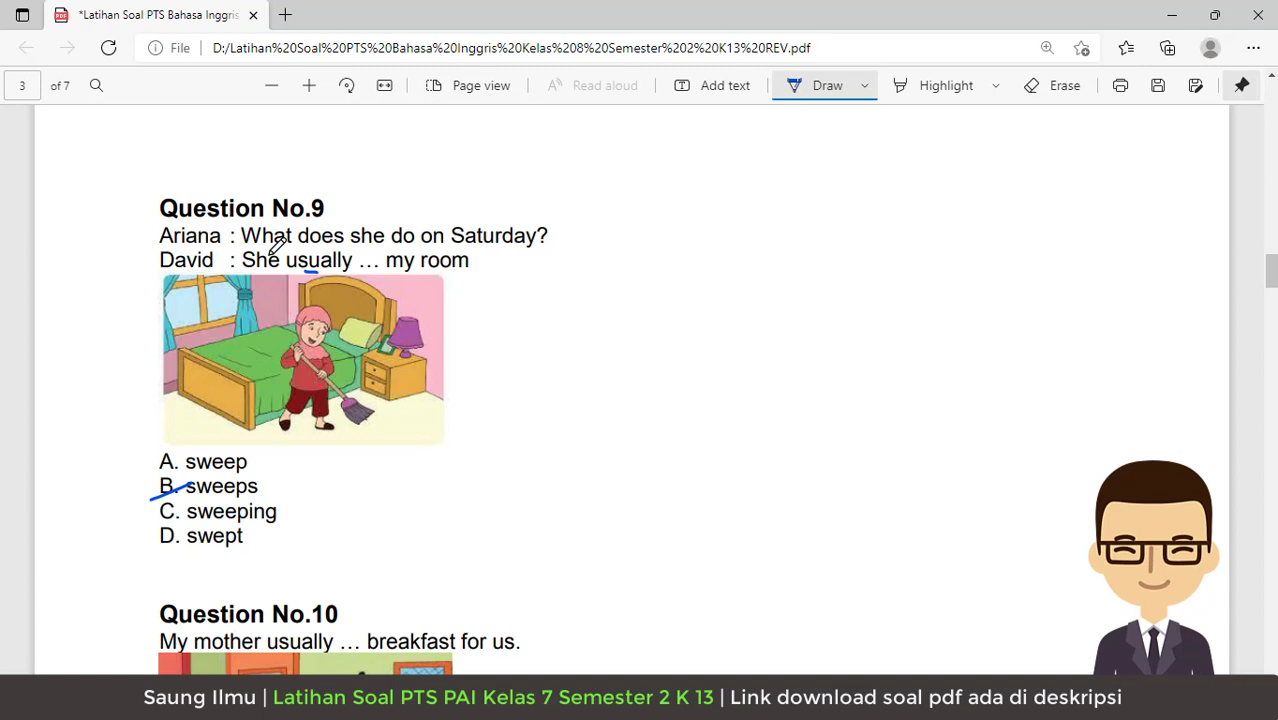 *Latihan Soal PTS Bahasa Inggris
File D:/Latihan%20Soal%20PTS%20Bahasa%20Inggris%20Kelas%208%20Semester%202%20K13%20REV.pdf
3 of 7 Page view Read aloud Add text Draw Highlight Erase
Question No.9
Ariana : What does she do on Saturday?
David : She usually … my room
A. sweep
B. sweeps
C. sweeping
D. swept
Question No.10
My mother usually … breakfast for us.
Saung Ilmu | Latihan Soal PTS PAI Kelas 7 Semester 2 K 13 | Link download soal pdf ada di deskripsi